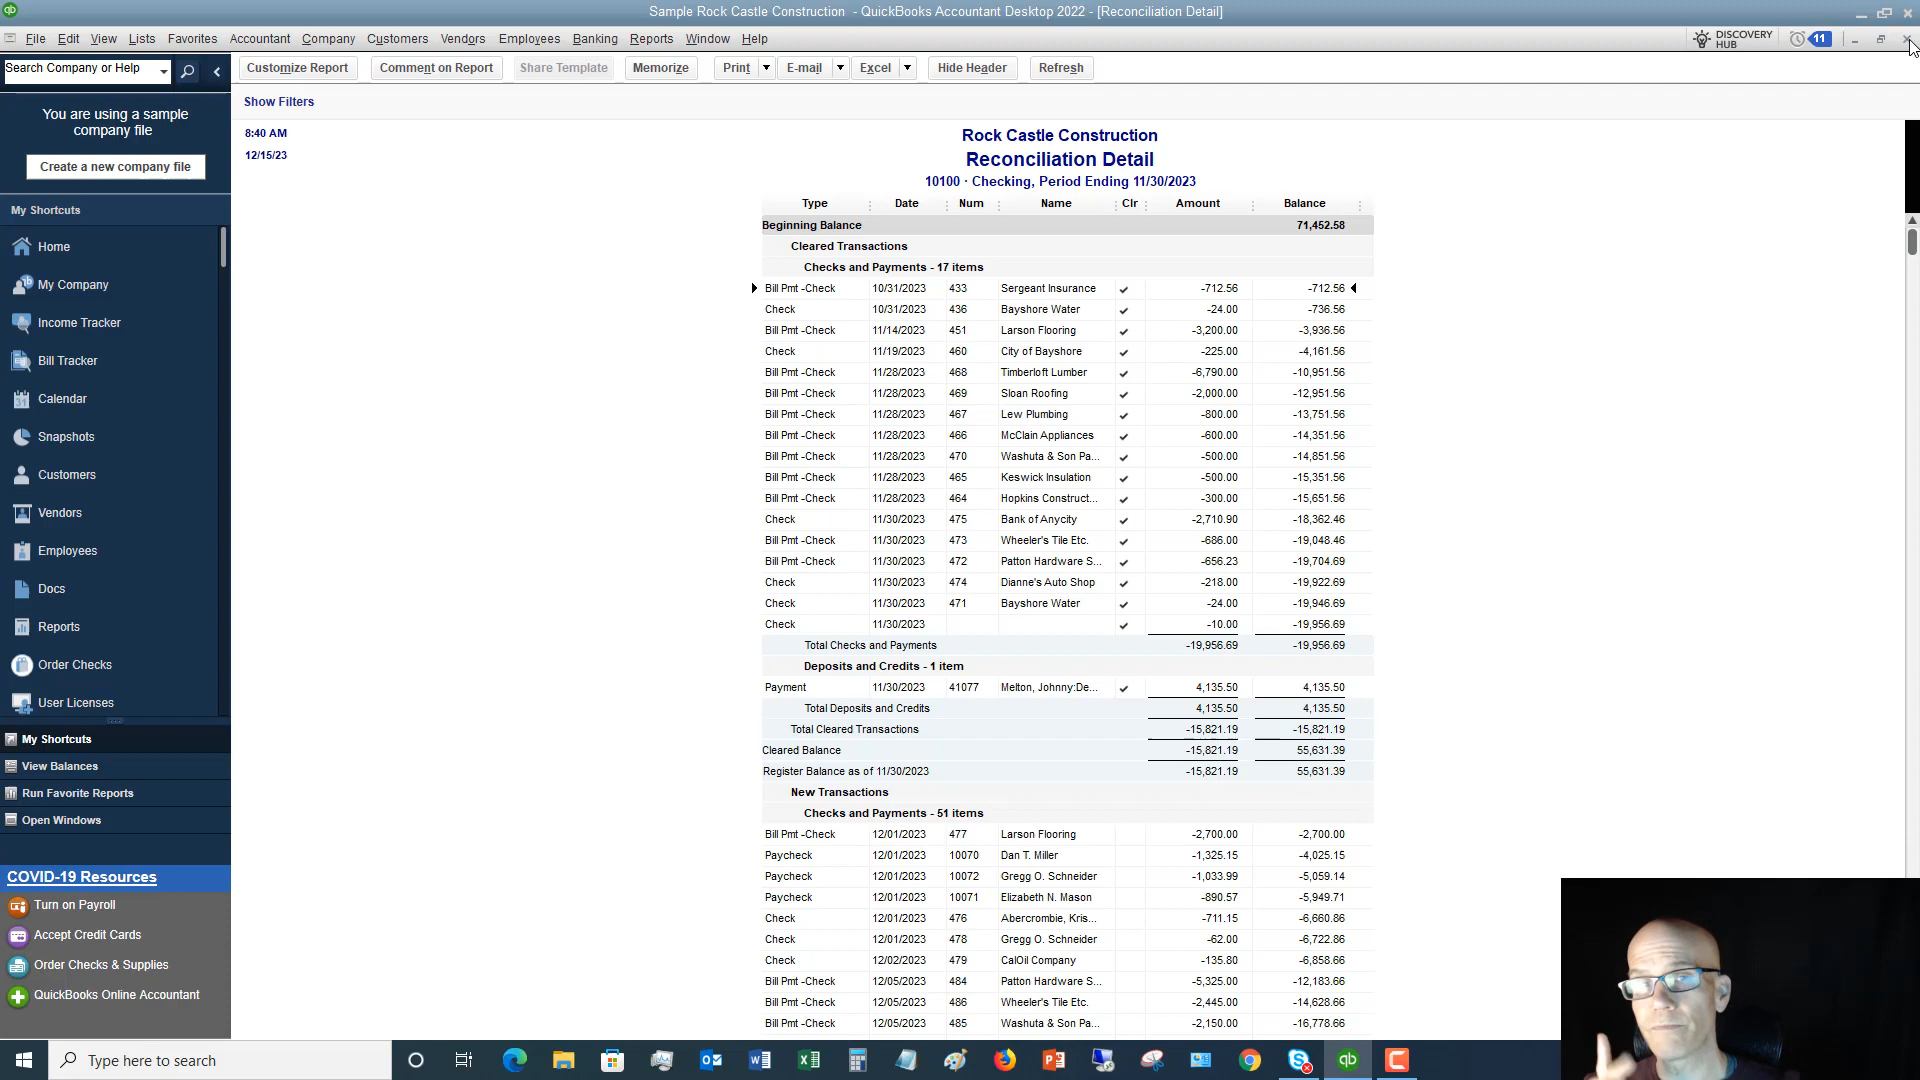 Sample Rock Castle Construction - QuickBooks Accountant Desktop 2022 - [Reconciliation Detail]
File Edit View Lists Favorites Accountant Company Customers Vendors Employees Banking Reports Window Help
DISCOVERY HUB 11
Search Company or Help
Customize Report Comment on Report Share Template Memorize Print E-mail Excel Hide Header Refresh
Show Filters
You are using a sample
company file
Create a new company file
My Shortcuts
Home
My Company
Income Tracker
Bill Tracker
31 Calendar
Snapshots
Customers
Vendors
Employees
Docs
Reports
Order Checks
User Licenses
My Shortcuts
View Balances
Run Favorite Reports
Open Windows
COVID-19 Resources
Turn on Payroll
Accept Credit Cards
Order Checks & Supplies
QuickBooks Online Accountant
8:40 AM
12/15/23
Rock Castle Construction
Reconciliation Detail
10100 · Checking, Period Ending 11/30/2023
Type Date Num Name Clr Amount Balance
Beginning Balance 71,452.58
Cleared Transactions
Checks and Payments - 17 items
Bill Pmt -Check 10/31/2023 433 Sergeant Insurance ✓ -712.56 -712.56
Check 10/31/2023 436 Bayshore Water ✓ -24.00 -736.56
Bill Pmt -Check 11/14/2023 451 Larson Flooring ✓ -3,200.00 -3,936.56
Check 11/19/2023 460 City of Bayshore ✓ -225.00 -4,161.56
Bill Pmt -Check 11/28/2023 468 Timberloft Lumber ✓ -6,790.00 -10,951.56
Bill Pmt -Check 11/28/2023 469 Sloan Roofing ✓ -2,000.00 -12,951.56
Bill Pmt -Check 11/28/2023 467 Lew Plumbing ✓ -800.00 -13,751.56
Bill Pmt -Check 11/28/2023 466 McClain Appliances ✓ -600.00 -14,351.56
Bill Pmt -Check 11/28/2023 470 Washuta & Son Pa... ✓ -500.00 -14,851.56
Bill Pmt -Check 11/28/2023 465 Keswick Insulation ✓ -500.00 -15,351.56
Bill Pmt -Check 11/28/2023 464 Hopkins Construct... ✓ -300.00 -15,651.56
Check 11/30/2023 475 Bank of Anycity ✓ -2,710.90 -18,362.46
Bill Pmt -Check 11/30/2023 473 Wheeler's Tile Etc. ✓ -686.00 -19,048.46
Bill Pmt -Check 11/30/2023 472 Patton Hardware S... ✓ -656.23 -19,704.69
Check 11/30/2023 474 Dianne's Auto Shop ✓ -218.00 -19,922.69
Check 11/30/2023 471 Bayshore Water ✓ -24.00 -19,946.69
Check 11/30/2023 ✓ -10.00 -19,956.69
Total Checks and Payments -19,956.69 -19,956.69
Deposits and Credits - 1 item
Payment 11/30/2023 41077 Melton, Johnny:De... ✓ 4,135.50 4,135.50
Total Deposits and Credits 4,135.50 4,135.50
Total Cleared Transactions -15,821.19 -15,821.19
Cleared Balance -15,821.19 55,631.39
Register Balance as of 11/30/2023 -15,821.19 55,631.39
New Transactions
Checks and Payments - 51 items
Bill Pmt -Check 12/01/2023 477 Larson Flooring -2,700.00 -2,700.00
Paycheck 12/01/2023 10070 Dan T. Miller -1,325.15 -4,025.15
Paycheck 12/01/2023 10072 Gregg O. Schneider -1,033.99 -5,059.14
Paycheck 12/01/2023 10071 Elizabeth N. Mason -890.57 -5,949.71
Check 12/01/2023 476 Abercrombie, Kris... -711.15 -6,660.86
Check 12/01/2023 478 Gregg O. Schneider -62.00 -6,722.86
Check 12/02/2023 479 CalOil Company -135.80 -6,858.66
Bill Pmt -Check 12/05/2023 484 Patton Hardware S... -5,325.00 -12,183.66
Bill Pmt -Check 12/05/2023 486 Wheeler's Tile Etc. -2,445.00 -14,628.66
Bill Pmt -Check 12/05/2023 485 Washuta & Son Pa... -2,150.00 -16,778.66
Type here to search